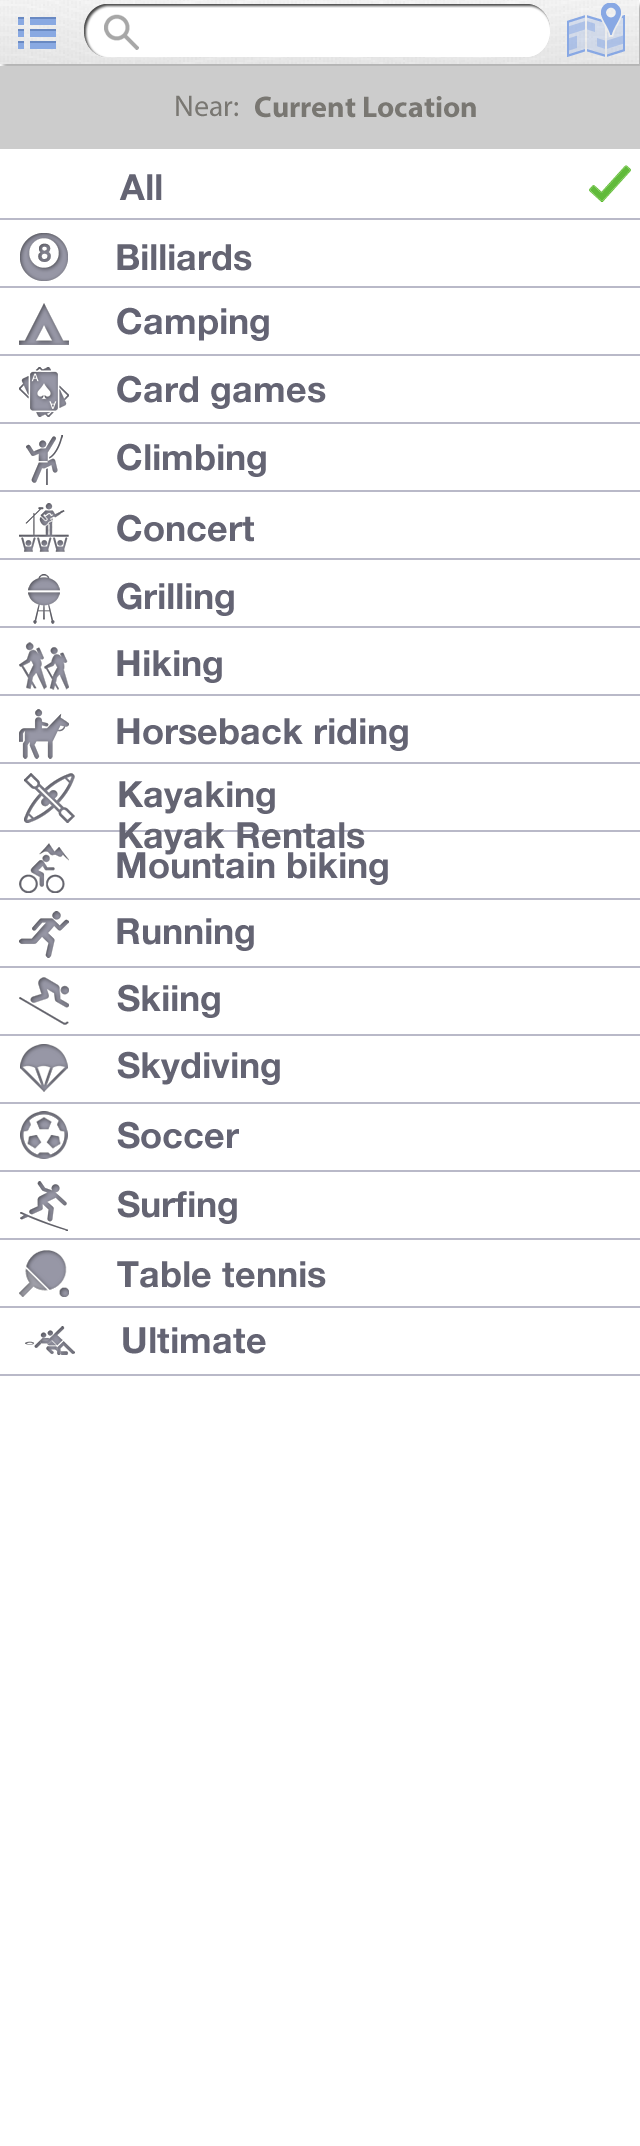 Near: Current Location
All
8
Billiards
Camping
A
A
Card games
Climbing
Concert
Grilling
Hiking
Horseback riding
Kayaking
Kayak Rentals
Mountain biking
Running
Skiing
Skydiving
Soccer
Surfing
Table tennis
Ultimate